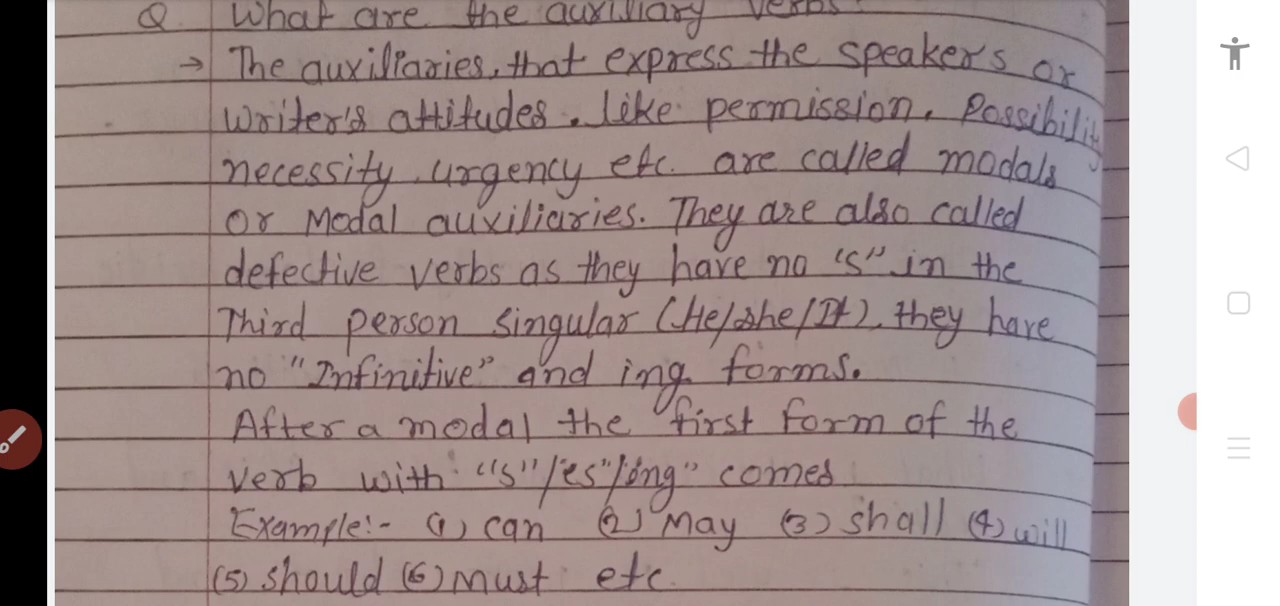 Q What are the auxiliary verbs
→ The auxiliaries, that express the speaker's or
writer's attitudes, like permission, Possibility
necessity, urgency etc. are called modals
or Modal auxiliaries. They are also called
defective verbs as they have no "s" in the
Third person singular (He/she/It), they have
no "Infinitive" and ing forms.
After a modal the first form of the
verb with "s"/"es"/ing" comes
Example:- (1) can (2) May (3) shall (4) will
(5) should (6) must etc.